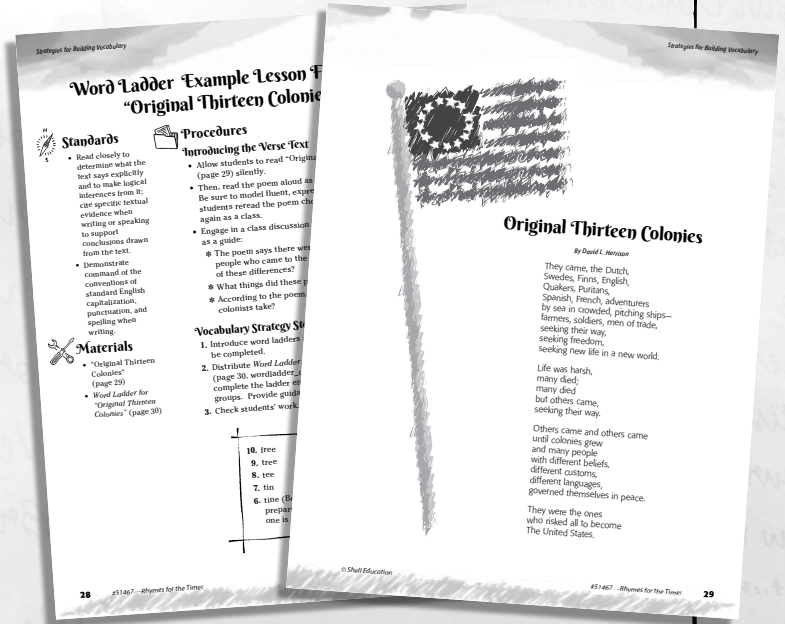 Strategies for Building Vocabulary
Word Ladder Example Lesson
"Original Thirteen
Standards
• Read closely to
determine what the
text says explicitly
and to make logical
inferences from it;
cite specific textual
evidence when
writing or speaking
to support
conclusions drawn
from the text.
• Demonstrate
command of the
conventions of
standard English
capitalization,
punctuation, and
spelling when
writing.
Materials
• "Original Thirteen
Colonies"
(page 29)
• Word Ladder for
"Original Thirteen
Colonies" (page 30)
Procedures
Introducing the Verse Text
• Allow students to read
(page 29) silently.
• Then, read the poem aloud as
Be sure to model fluent,
students reread the poem
again as a class.
• Engage in a class discussion
as a guide:
✻ The poem says there
people who came to the
of these differences?
✻ What things did these
✻ According to the
colonists take?
Vocabulary Strategy
1. Introduce word ladders
be completed.
2. Distribute Word Ladder
(page 30,
complete the ladder
groups. Provide
3. Check students' work.
10. free
9. tree
8. tee
7. tin
6. tine
one is
28
#51467—Rhymes for the Times
Strategies for Building Vocabulary
Original Thirteen Colonies
By David L. Harrison
They came, the Dutch,
Swedes, Finns, English,
Quakers, Puritans,
Spanish, French, adventurers
by sea in crowded, pitching ships—
farmers, soldiers, men of trade,
seeking their way,
seeking freedom,
seeking new life in a new world.
Life was harsh,
many died;
many died
but others came,
seeking their way.
Others came and others came
until colonies grew
and many people
with different beliefs,
different customs,
different languages,
governed themselves in peace.
They were the ones
who risked all to become
The United States.
© Shell Education
#51467—Rhymes for the Times
29